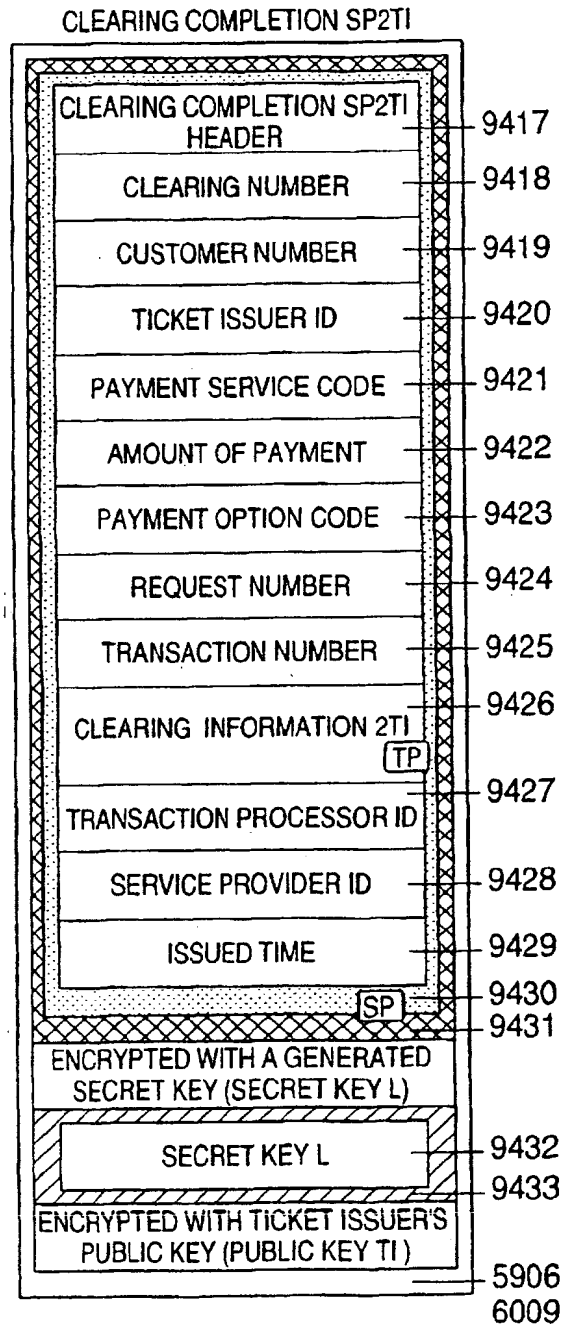 CLEARING COMPLETION SP2TI
CLEARING COMPLETION SP2TI
HEADER
9417
CLEARING NUMBER
9418
CUSTOMER NUMBER
9419
TICKET ISSUER ID
9420
PAYMENT SERVICE CODE
9421
AMOUNT OF PAYMENT
9422
PAYMENT OPTION CODE
9423
REQUEST NUMBER
9424
TRANSACTION NUMBER
9425
9426
CLEARING INFORMATION 2TI
TP
9427
TRANSACTION PROCESSOR ID
SERVICE PROVIDER ID
9428
ISSUED TIME
9429
SP
9430
9431
ENCRYPTED WITH A GENERATED
SECRET KEY (SECRET KEY L)
SECRET KEY L
9432
9433
ENCRYPTED WITH TICKET ISSUER'S
PUBLIC KEY (PUBLIC KEY TI )
5906
6009